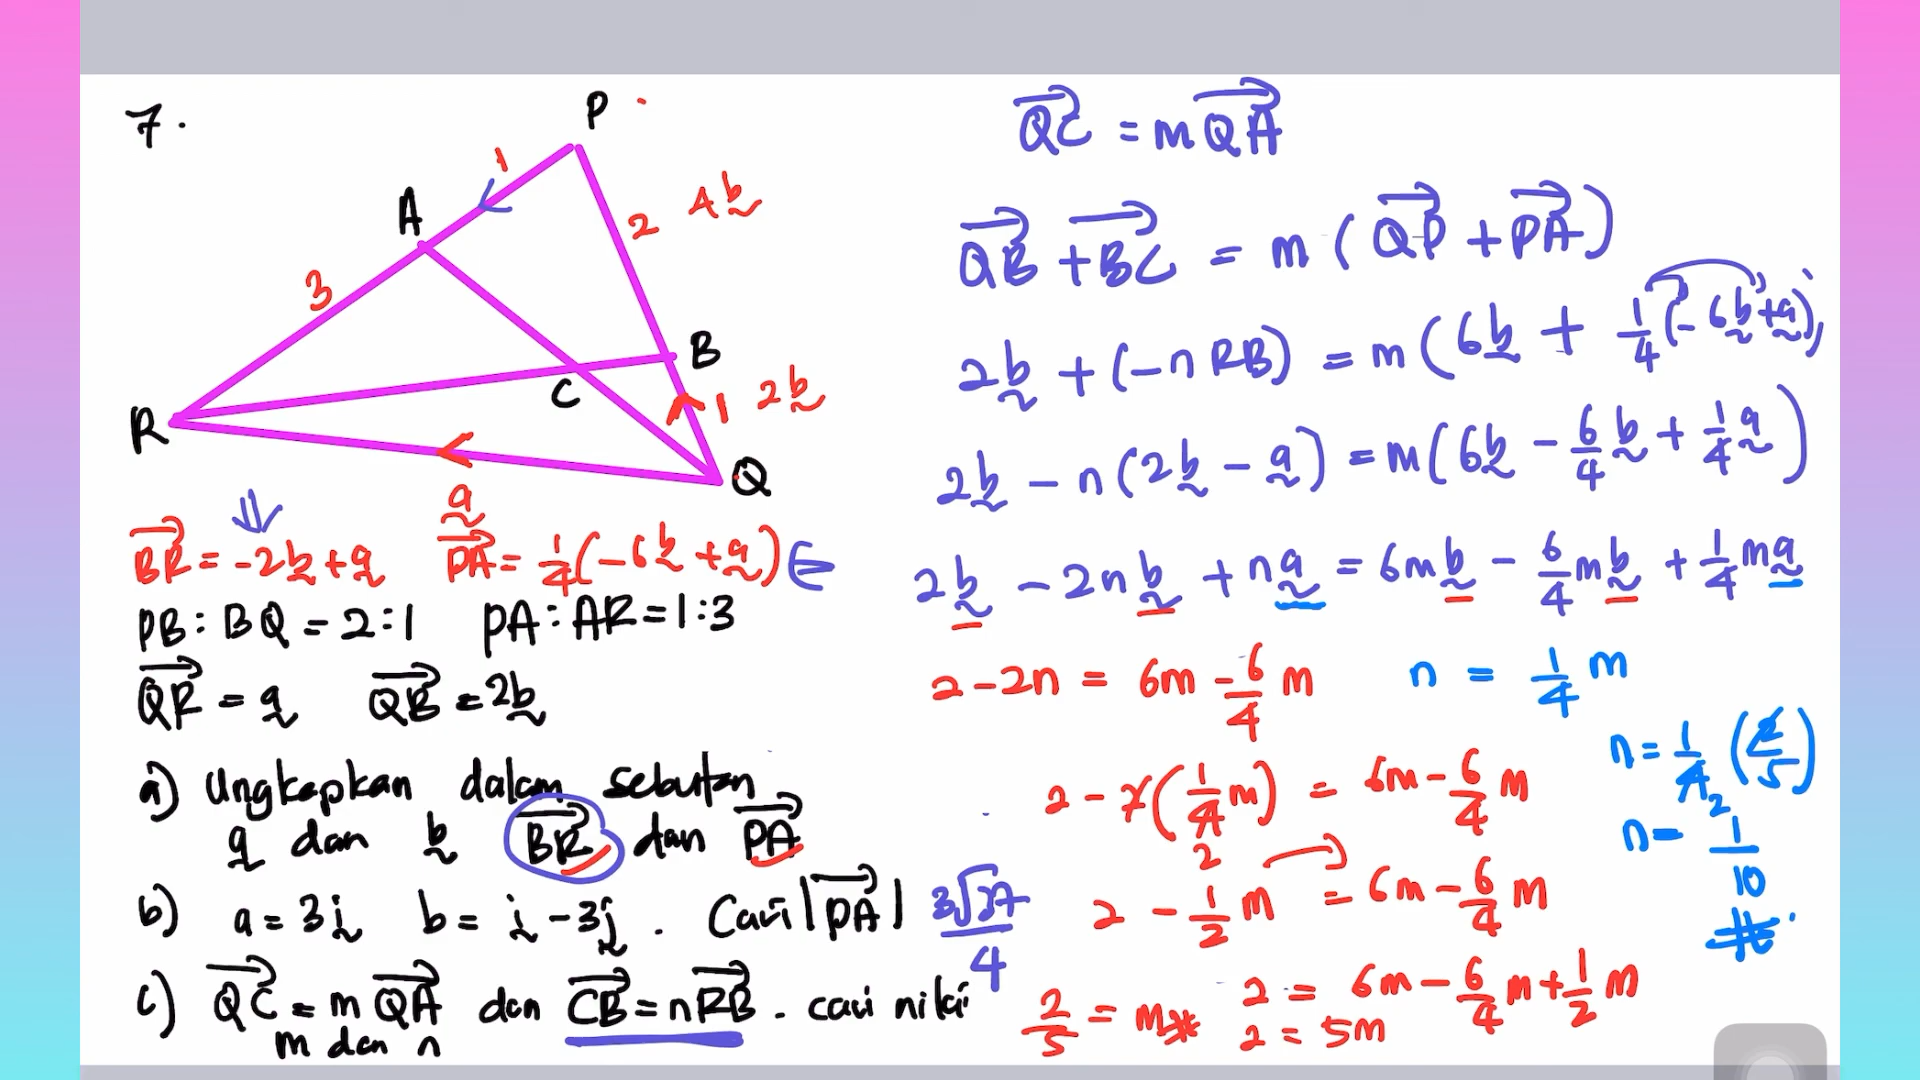 7.
P
1
A
2 4b
3
B
C
1 2b
R
Q
a
BR = -2b + a PA = 1/4(-6b + a)
PB : BQ = 2:1 PA : AR = 1:3
QR = a QB = 2b
a) Ungkapkan dalam sebutan
a dan b BR dan PA
b) a = 3i b = i - 3j . Cari |PA| 3√37/4
c) QC = m QA dan CB = n RB . cari nilai
m dan n
QC = m QA
QB + BC = m ( QP + PA )
2b + (-n RB) = m (6b + 1/4 (-6b + a))
2b - n (2b - a) = m (6b - 6/4 b + 1/4 a)
2b - 2nb + na = 6mb - 6/4 mb + 1/4 ma
2 - 2n = 6m - 6/4 m
2 - 2(1/4 m) = 6m - 6/4 m
2
2 - 1/2 m = 6m - 6/4 m
2 = 6m - 6/4 m + 1/2 m
2 = 5m
2/5 = m
n = 1/4 m
n = 1/4 (2/5)
2
n = 1/10